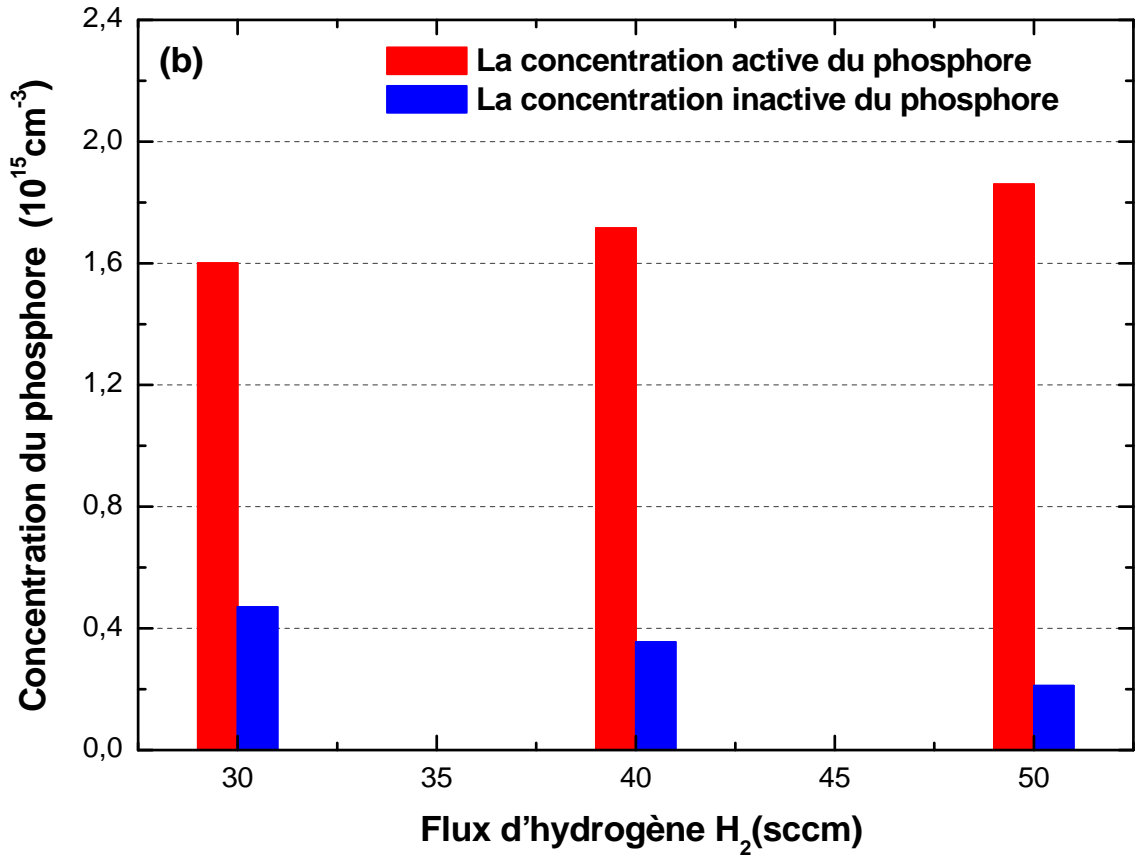 (b)
La concentration active du phosphore
La concentration inactive du phosphore
Concentration du phosphore (10¹⁵cm⁻³)
2,4
2,0
1,6
1,2
0,8
0,4
0,0
30 35 40 45 50
Flux d’hydrogène H₂(sccm)